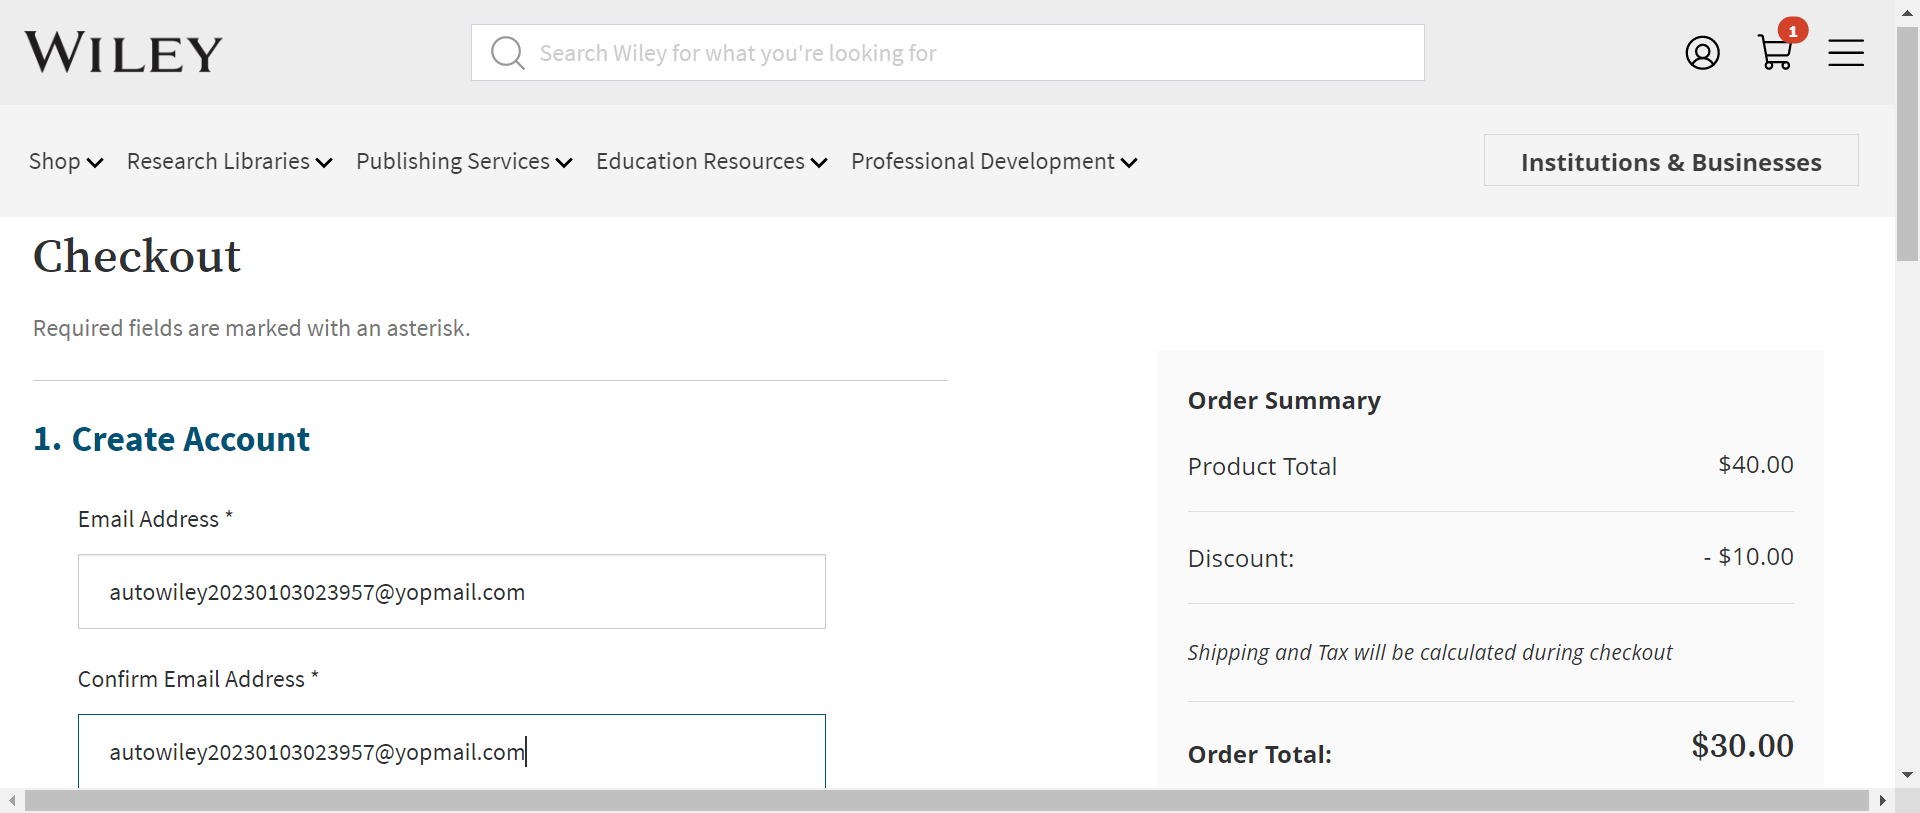 WILEY
Search Wiley for what you're looking for
1
Shop Research Libraries Publishing Services Education Resources Professional Development
Institutions & Businesses
Checkout
Required fields are marked with an asterisk.
1. Create Account
Email Address *
autowiley20230103023957@yopmail.com
Confirm Email Address *
autowiley20230103023957@yopmail.com
Order Summary
Product Total $40.00
Discount: - $10.00
Shipping and Tax will be calculated during checkout
Order Total: $30.00